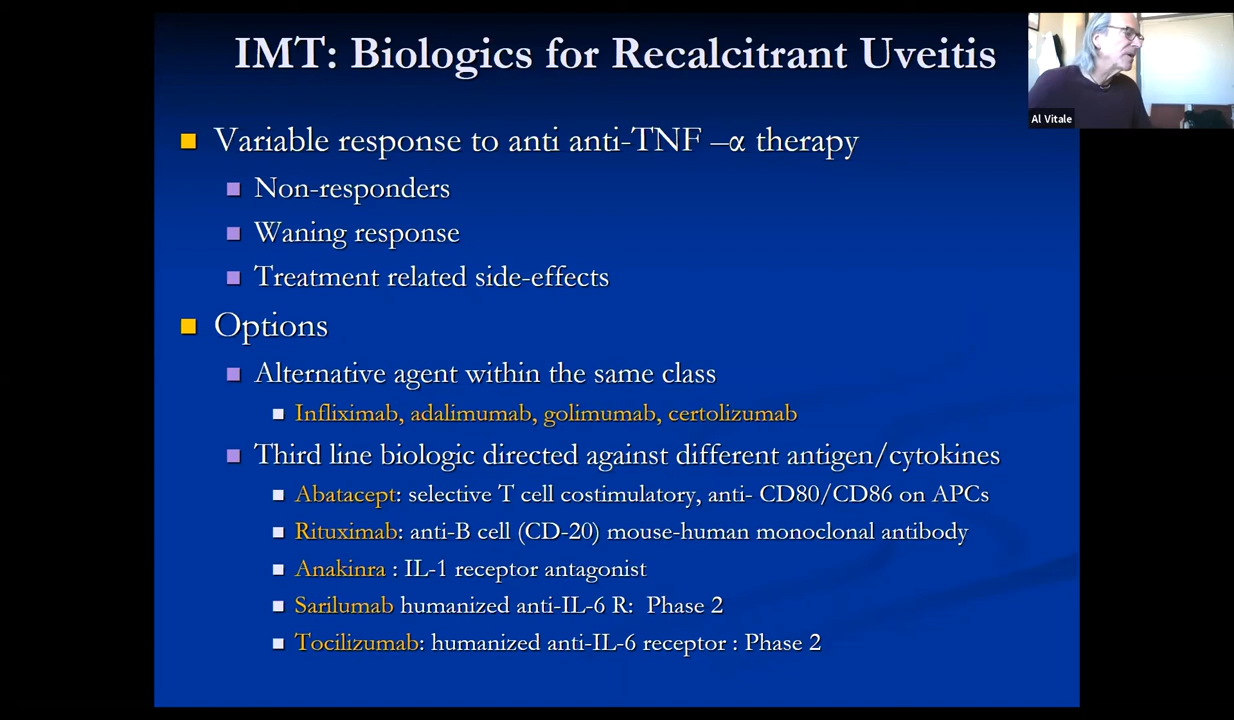 IMT: Biologics for Recalcitrant Uveitis
Al Vitale
Variable response to anti anti-TNF –α therapy
Non-responders
Waning response
Treatment related side-effects
Options
Alternative agent within the same class
Infliximab, adalimumab, golimumab, certolizumab
Third line biologic directed against different antigen/cytokines
Abatacept: selective T cell costimulatory, anti- CD80/CD86 on APCs
Rituximab: anti-B cell (CD-20) mouse-human monoclonal antibody
Anakinra : IL-1 receptor antagonist
Sarilumab humanized anti-IL-6 R: Phase 2
Tocilizumab: humanized anti-IL-6 receptor : Phase 2